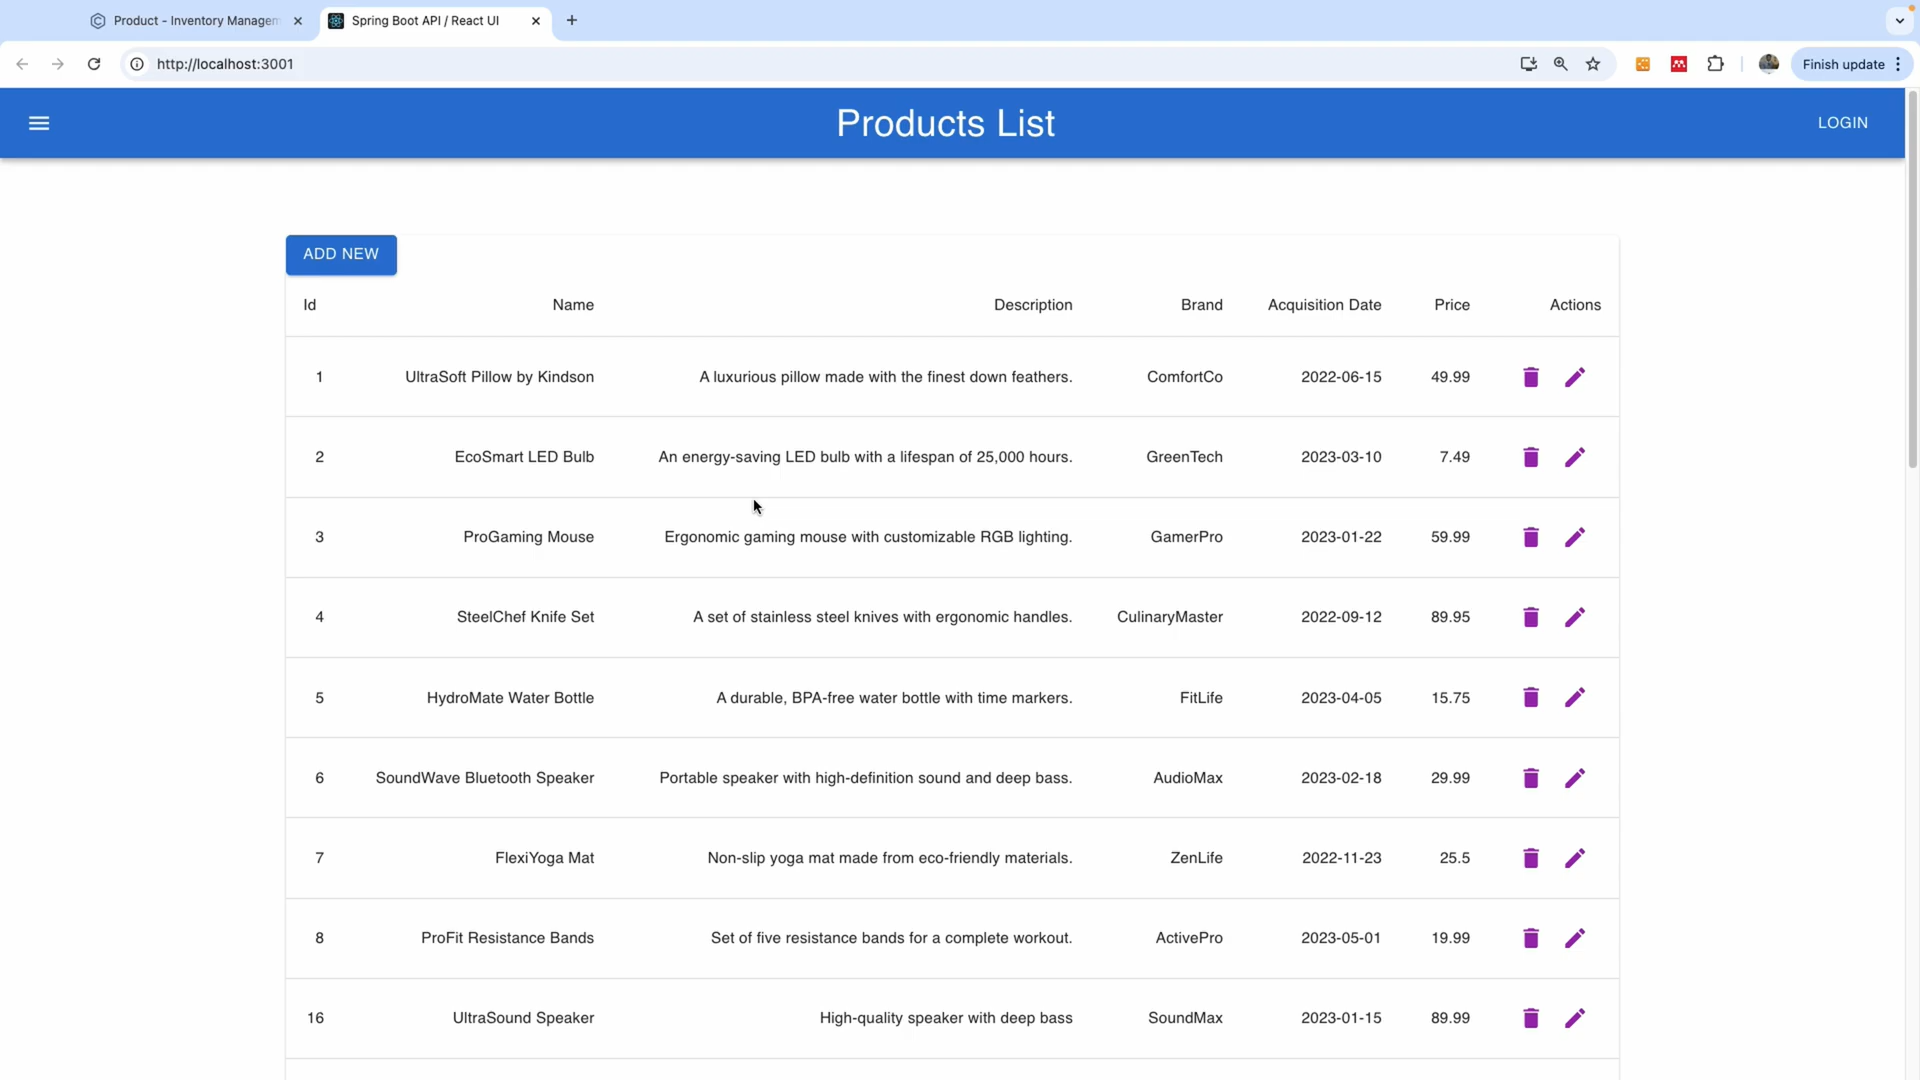 Product - Inventory Managem
Spring Boot API / React UI
http://localhost:3001
Finish update
Products List
LOGIN
ADD NEW
Id Name Description Brand Acquisition Date Price Actions
1 UltraSoft Pillow by Kindson A luxurious pillow made with the finest down feathers. ComfortCo 2022-06-15 49.99
2 EcoSmart LED Bulb An energy-saving LED bulb with a lifespan of 25,000 hours. GreenTech 2023-03-10 7.49
3 ProGaming Mouse Ergonomic gaming mouse with customizable RGB lighting. GamerPro 2023-01-22 59.99
4 SteelChef Knife Set A set of stainless steel knives with ergonomic handles. CulinaryMaster 2022-09-12 89.95
5 HydroMate Water Bottle A durable, BPA-free water bottle with time markers. FitLife 2023-04-05 15.75
6 SoundWave Bluetooth Speaker Portable speaker with high-definition sound and deep bass. AudioMax 2023-02-18 29.99
7 FlexiYoga Mat Non-slip yoga mat made from eco-friendly materials. ZenLife 2022-11-23 25.5
8 ProFit Resistance Bands Set of five resistance bands for a complete workout. ActivePro 2023-05-01 19.99
16 UltraSound Speaker High-quality speaker with deep bass SoundMax 2023-01-15 89.99